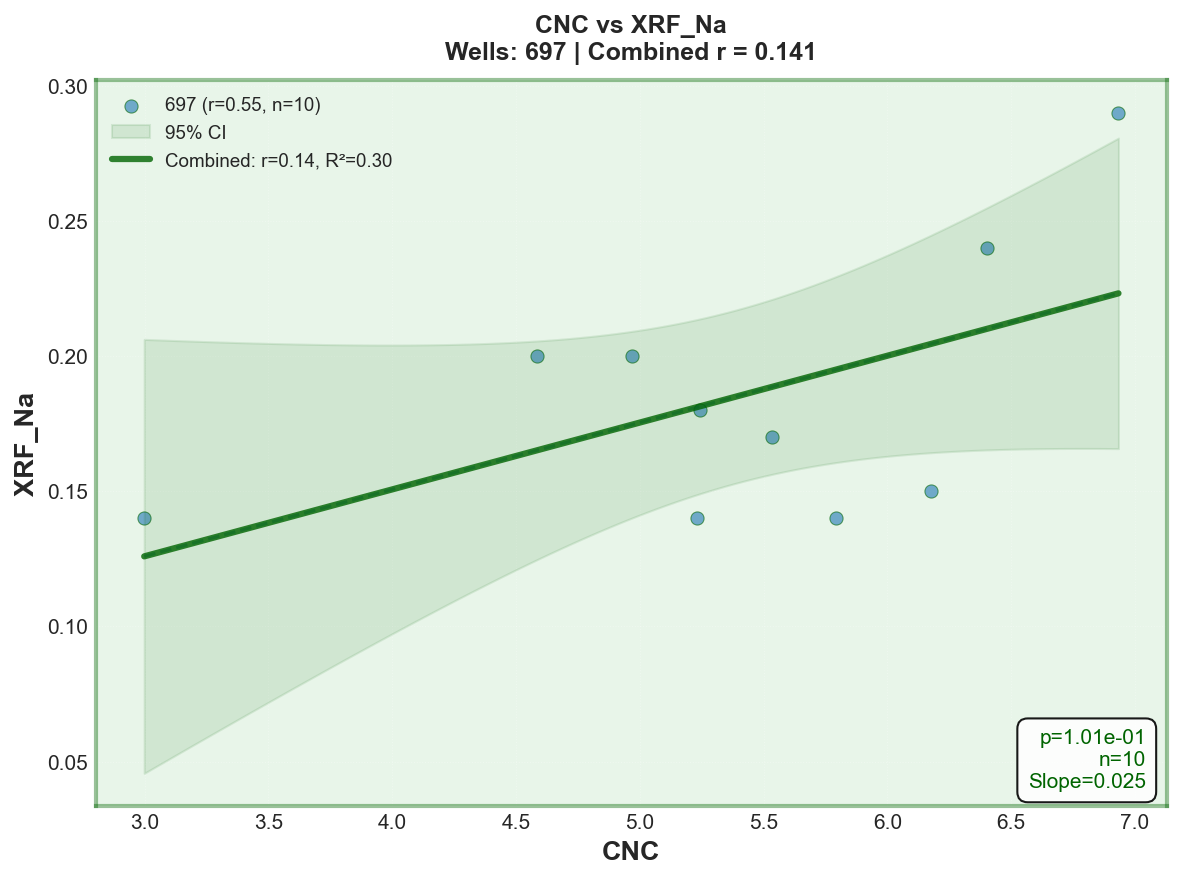 CNC vs XRF_Na
Wells: 697 | Combined r = 0.141
697 (r=0.55, n=10)
95% CI
Combined: r=0.14, R²=0.30
XRF_Na
0.30
0.25
0.20
0.15
0.10
0.05
p=1.01e-01
n=10
Slope=0.025
3.0 3.5 4.0 4.5 5.0 5.5 6.0 6.5 7.0
CNC